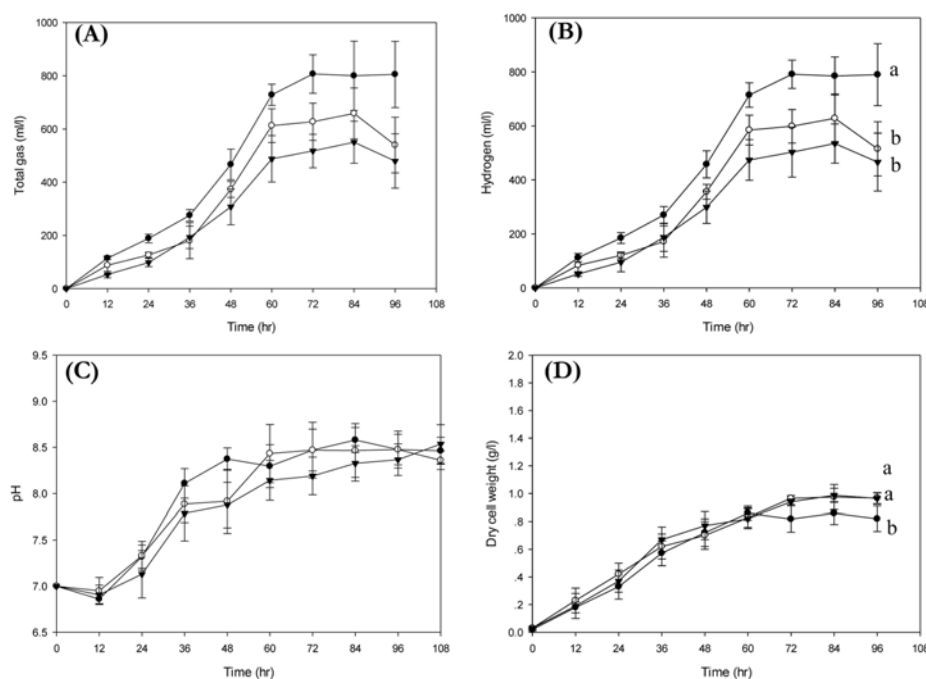 (A)
1000
800
600
400
200
0
Total gas (ml/l)
0 12 24 36 48 60 72 84 96 108
Time (hr)
(B)
1000
800
600
400
200
0
Hydrogen (ml/l)
a
b
b
0 12 24 36 48 60 72 84 96 108
Time (hr)
(C)
9.5
9.0
8.5
8.0
7.5
7.0
6.5
pH
0 12 24 36 48 60 72 84 96 108
Time (hr)
(D)
2.0
1.8
1.6
1.4
1.2
1.0
.8
.6
.4
.2
0.0
Dry cell weight (g/l)
a
a
b
0 12 24 36 48 60 72 84 96 108
Time (hr)